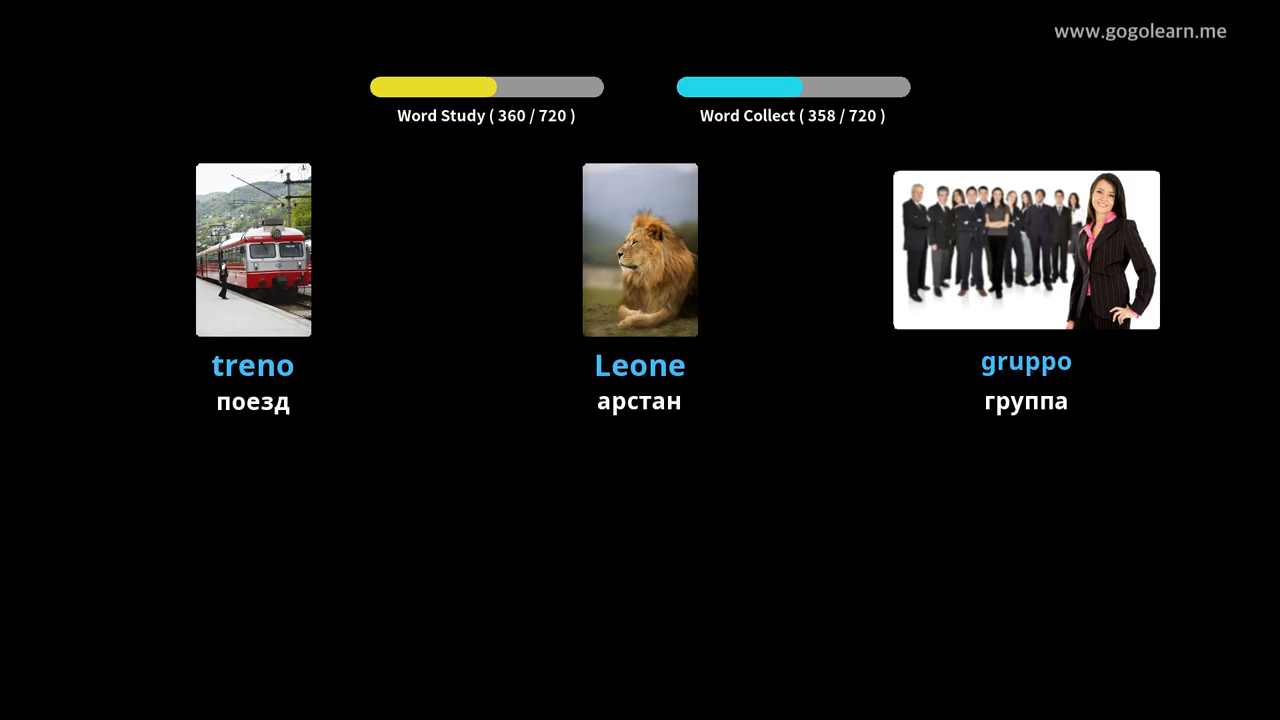 www.gogolearn.me
Word Study ( 360 / 720 )
Word Collect ( 358 / 720 )
treno
поезд
Leone
арстан
gruppo
группа